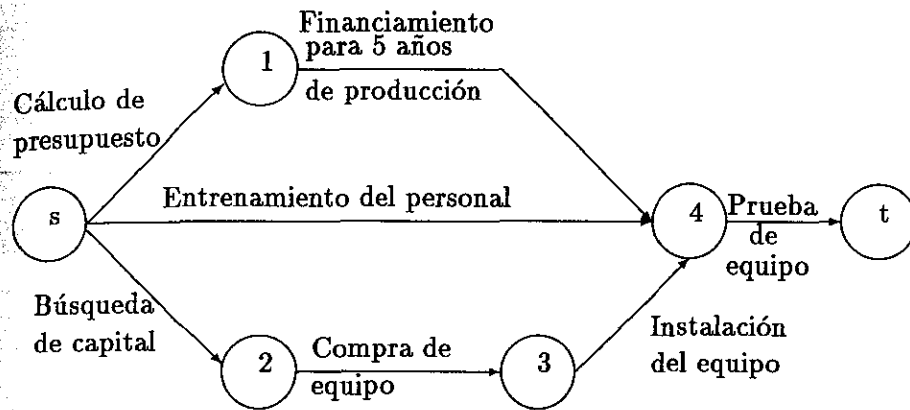 Financiamiento
para 5 años
1
de producción
Cálculo de
presupuesto
Entrenamiento del personal
s
4
Prueba
de
equipo
t
Búsqueda
de capital
2
Compra de
equipo
3
Instalación
del equipo